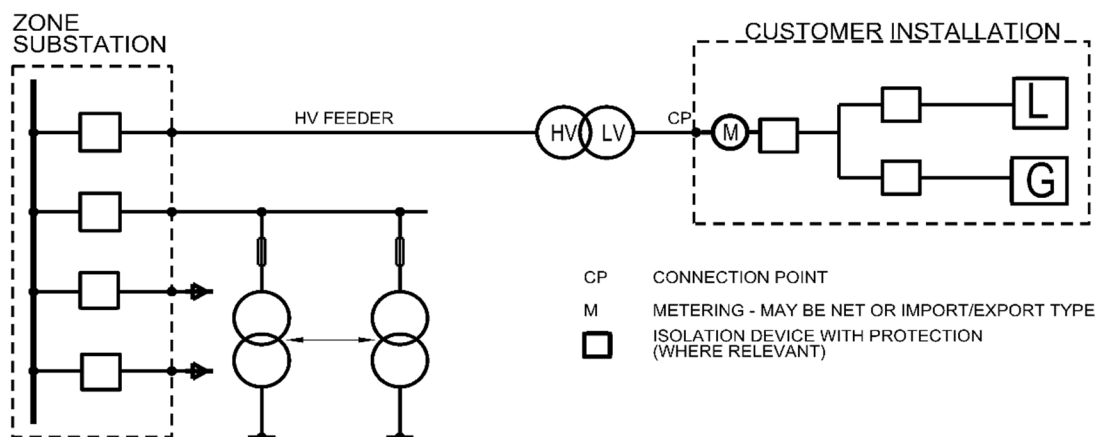 ZONE
SUBSTATION
CUSTOMER INSTALLATION
HV FEEDER
HV LV
CP
M
L
G
CP CONNECTION POINT
M METERING - MAY BE NET OR IMPORT/EXPORT TYPE
ISOLATION DEVICE WITH PROTECTION
(WHERE RELEVANT)